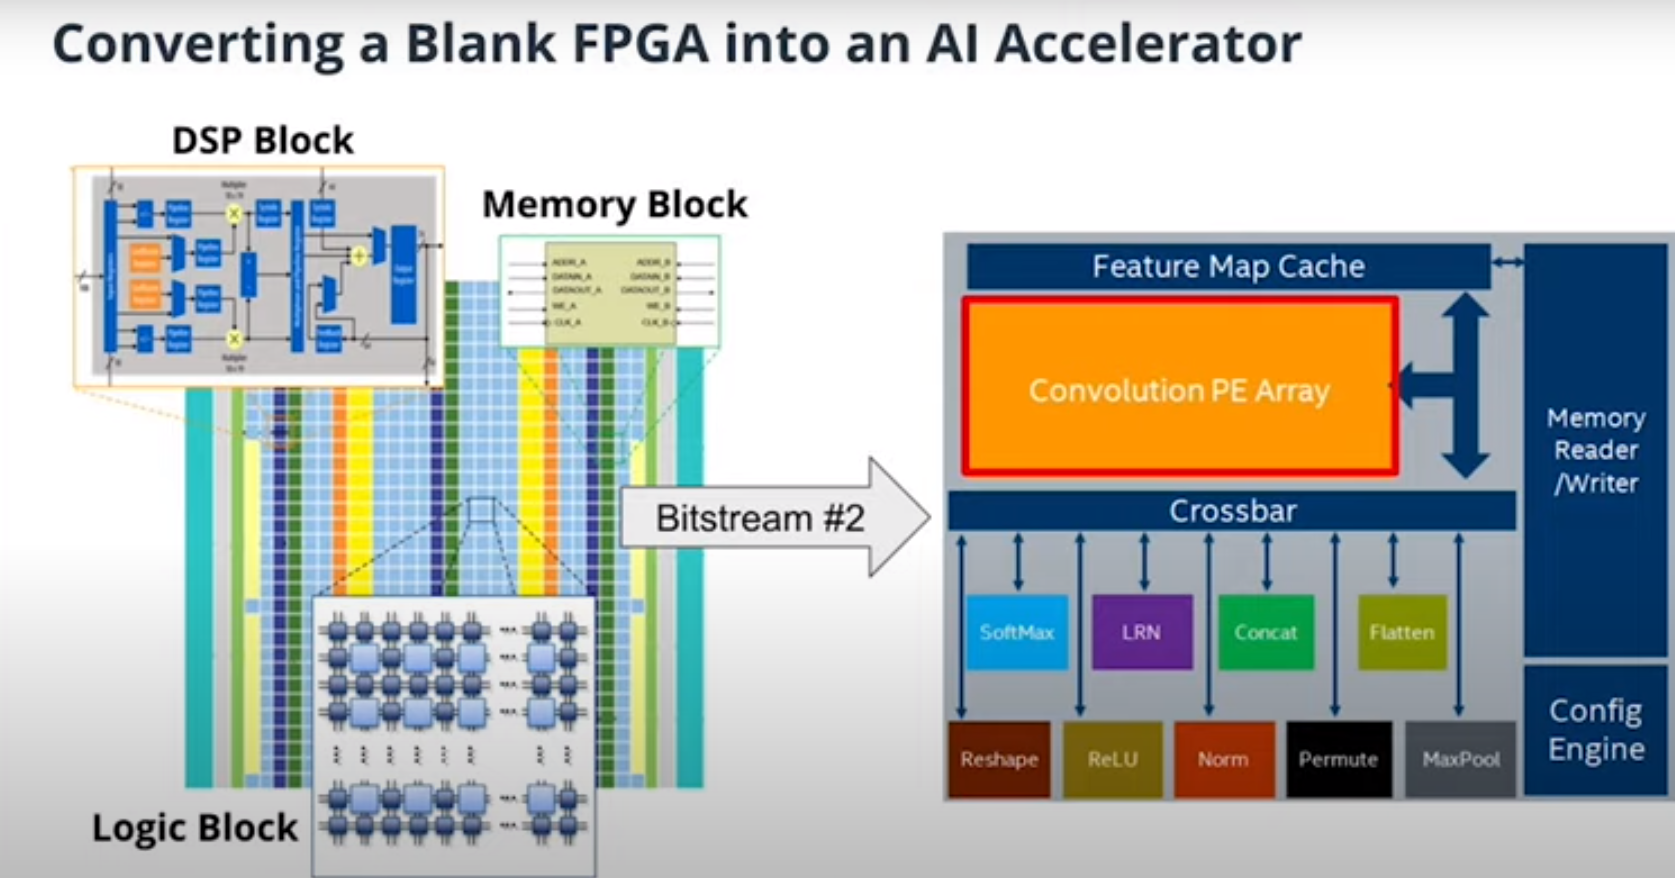 Converting a Blank FPGA into an AI Accelerator
DSP Block
Memory Block
ADDR_A
ADDR_B
DATAIN_A
DATAIN_B
DATAOUT_A
DATAOUT_B
WE_A
WE_B
CLK_A
CLK_B
Logic Block
Bitstream #2
Feature Map Cache
Convolution PE Array
Memory
Reader
/Writer
Crossbar
SoftMax
LRN
Concat
Flatten
Reshape
ReLU
Norm
Permute
MaxPool
Config
Engine